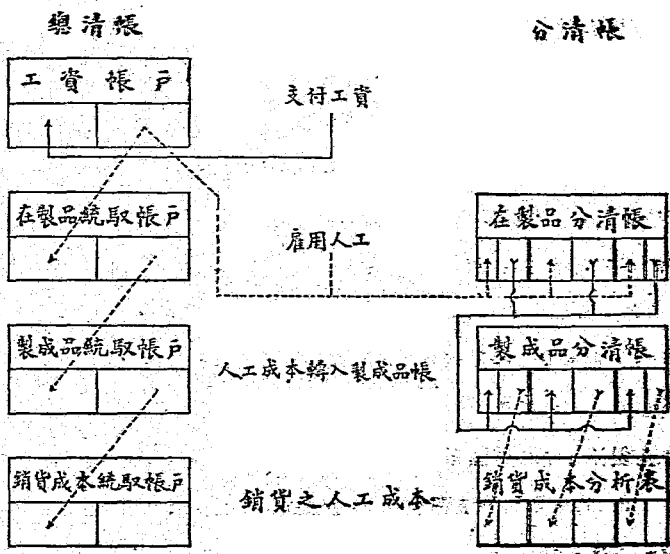 總清帳
分清帳
工資帳戶
支付工資
在製品統馭帳戶
雇用人工
在製品分清帳
製成品統馭帳戶
人工成本轉入製成品帳
製成品分清帳
銷貨成本統馭帳戶
銷貨之人工成本
銷貨成本分析表